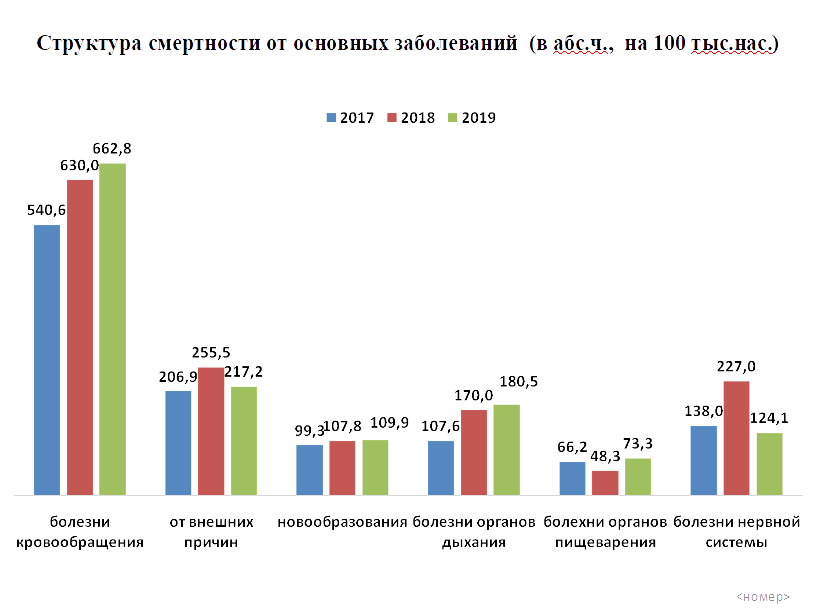 Структура смертности от основных заболеваний (в абс.ч., на 100 тыс.нас.)
2017 2018 2019
540,6 630,0 662,8
206,9 255,5 217,2
99,3 107,8 109,9
107,6 170,0 180,5
66,2 48,3 73,3
138,0 227,0 124,1
болезни
кровообращения
от внешних
причин
новообразования
болезни органов
дыхания
болехни органов
пищеварения
болезни нервной
системы
<номер>